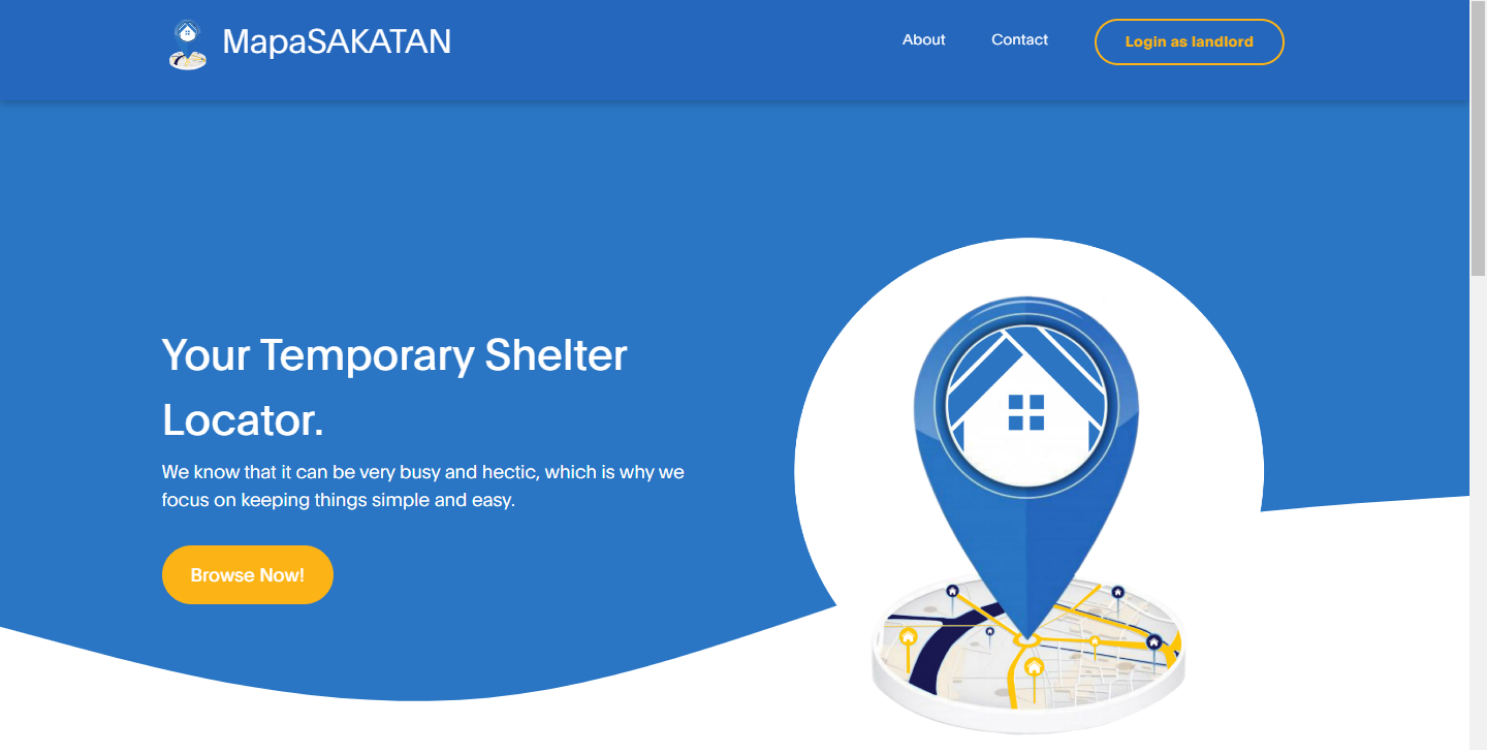 MapaSAKATAN
About
Contact
Login as landlord
Your Temporary Shelter
Locator.
We know that it can be very busy and hectic, which is why we
focus on keeping things simple and easy.
Browse Now!